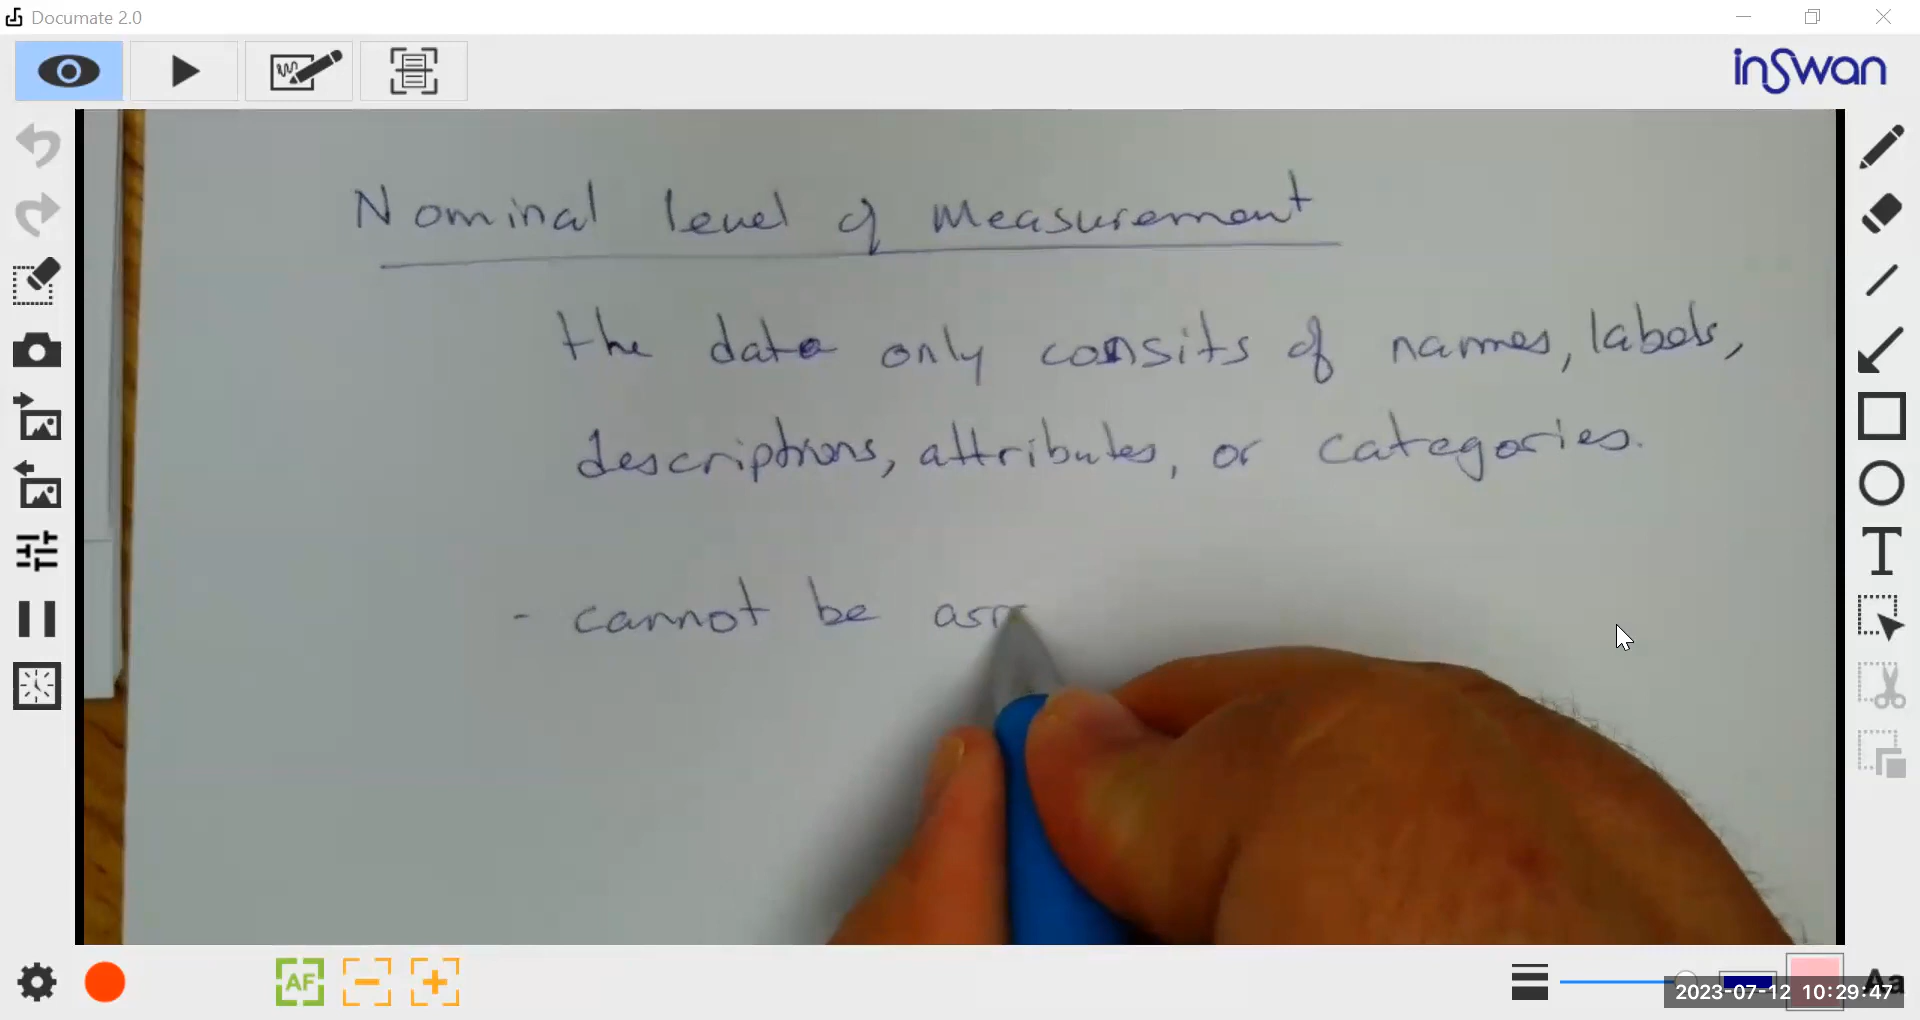 Documate 2.0
inSwan
Nominal level of measurement
the data only consits of names, labels,
descriptions, attributes, or categories.
- cannot be
T
AF
Aa
2023-07-12 10:29:47